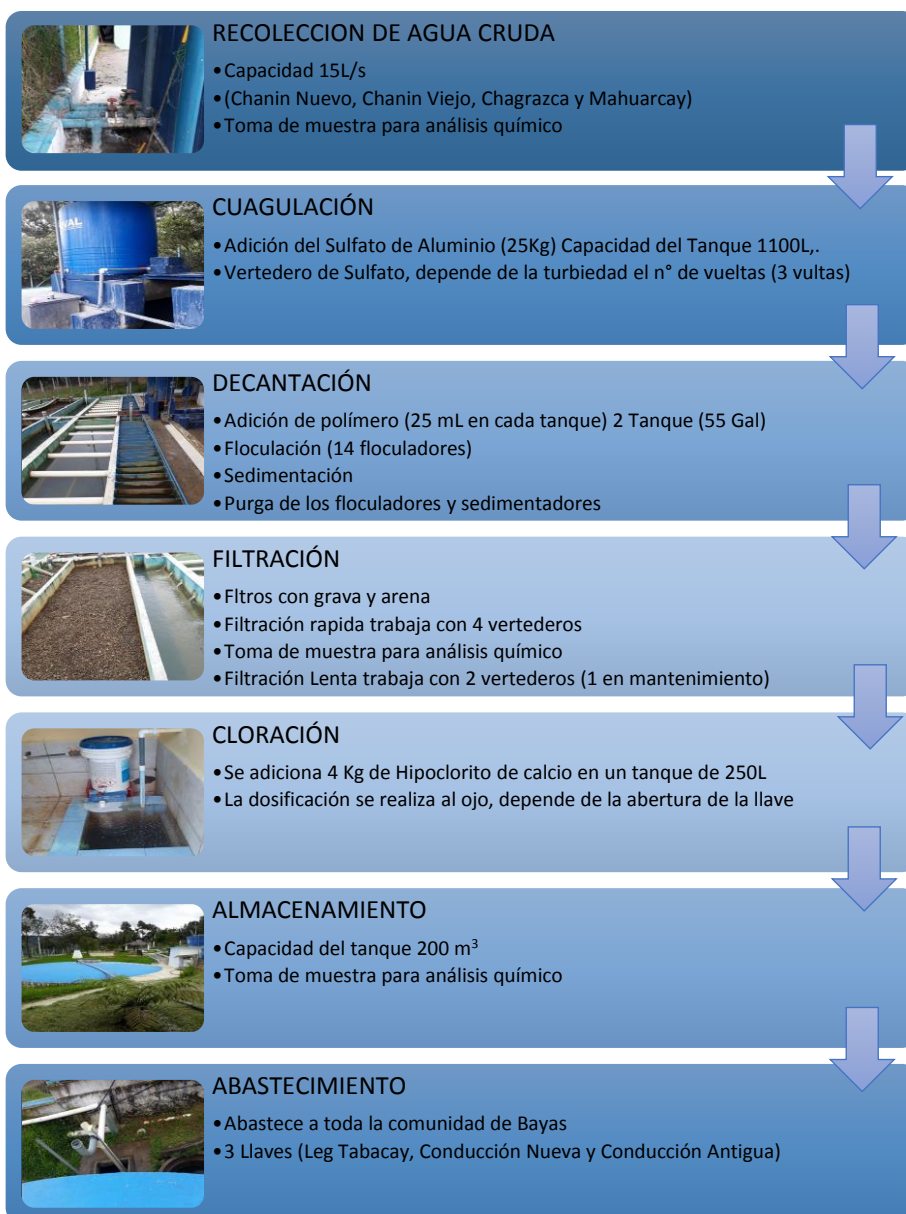 RECOLECCION DE AGUA CRUDA
•Capacidad 15L/s
•(Chanin Nuevo, Chanin Viejo, Chagrazca y Mahuarcay)
•Toma de muestra para análisis químico
CUAGULACIÓN
•Adición del Sulfato de Aluminio (25Kg) Capacidad del Tanque 1100L,.
•Vertedero de Sulfato, depende de la turbiedad el n° de vueltas (3 vultas)
DECANTACIÓN
•Adición de polímero (25 mL en cada tanque) 2 Tanque (55 Gal)
•Floculación (14 floculadores)
•Sedimentación
•Purga de los floculadores y sedimentadores
FILTRACIÓN
•Fltros con grava y arena
•Filtración rapida trabaja con 4 vertederos
•Toma de muestra para análisis químico
•Filtración Lenta trabaja con 2 vertederos (1 en mantenimiento)
CLORACIÓN
•Se adiciona 4 Kg de Hipoclorito de calcio en un tanque de 250L
•La dosificación se realiza al ojo, depende de la abertura de la llave
ALMACENAMIENTO
•Capacidad del tanque 200 m³
•Toma de muestra para análisis químico
ABASTECIMIENTO
•Abastece a toda la comunidad de Bayas
•3 Llaves (Leg Tabacay, Conducción Nueva y Conducción Antigua)